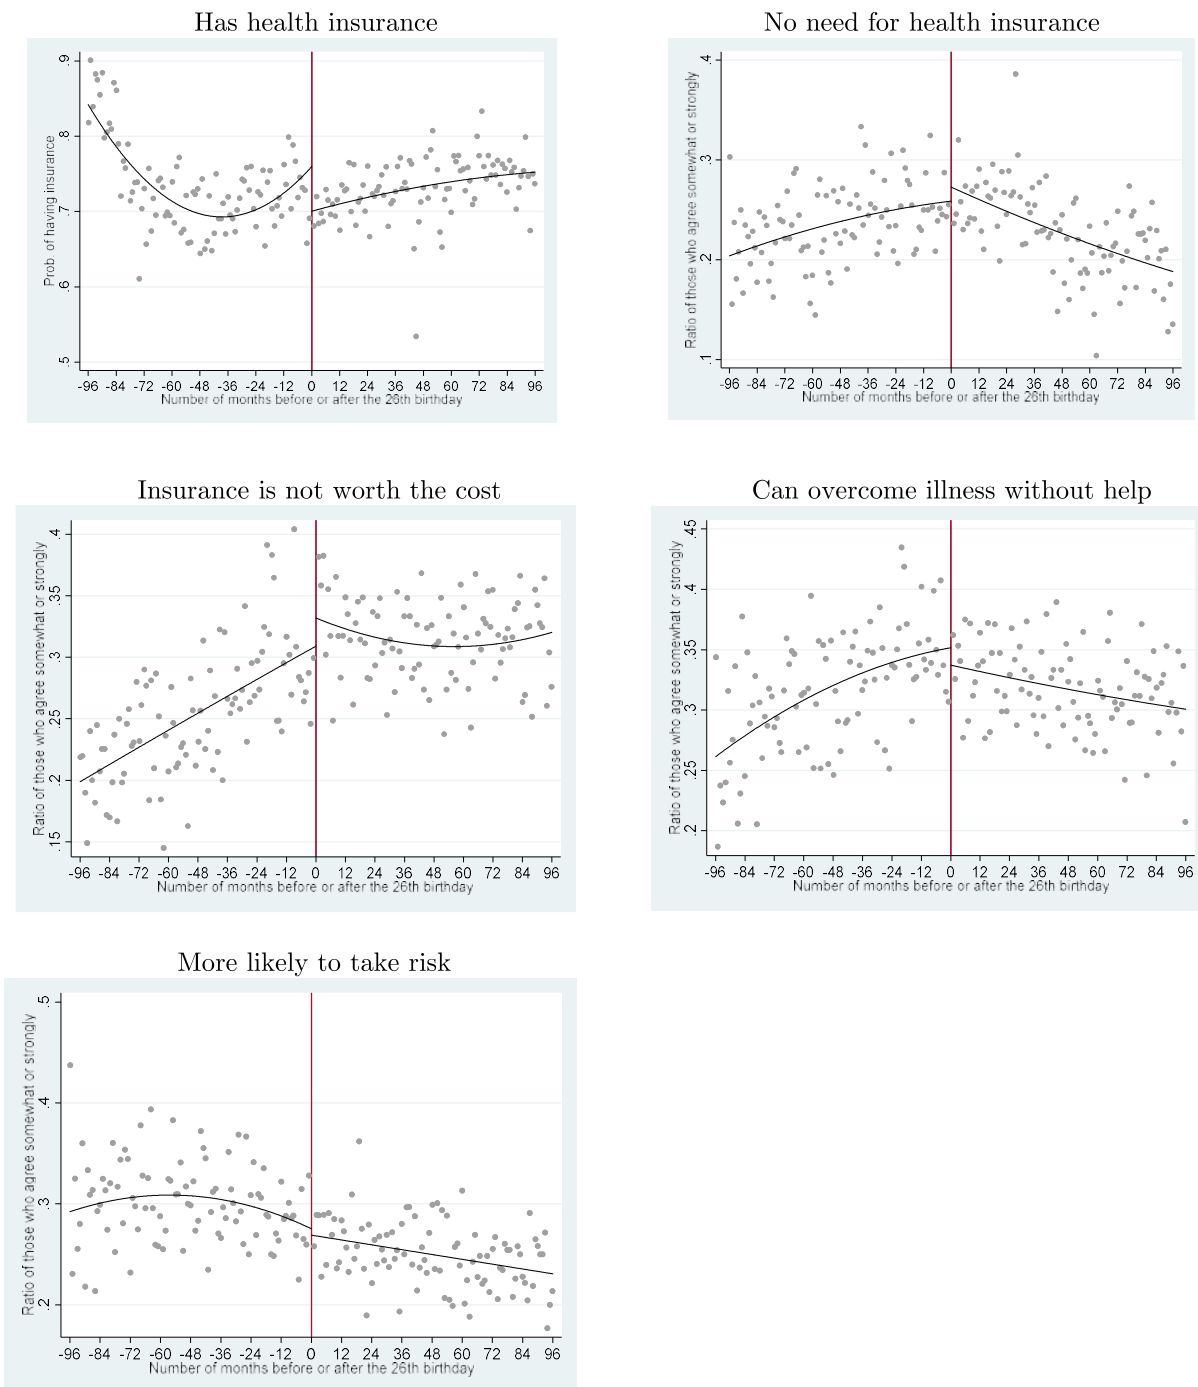 Has health insurance
Prob. of having insurance
.9
.8
.7
.6
.5
-96 -84 -72 -60 -48 -36 -24 -12 0 12 24 36 48 60 72 84 96
Number of months before or after the 26th birthday
No need for health insurance
Ratio of those who agree somewhat or strongly
.4
.3
.2
.1
-96 -84 -72 -60 -48 -36 -24 -12 0 12 24 36 48 60 72 84 96
Number of months before or after the 26th birthday
Insurance is not worth the cost
Ratio of those who agree somewhat or strongly
.4
.35
.3
.25
.2
.15
-96 -84 -72 -60 -48 -36 -24 -12 0 12 24 36 48 60 72 84 96
Number of months before or after the 26th birthday
Can overcome illness without help
Ratio of those who agree somewhat or strongly
.45
.4
.35
.3
.25
.2
-96 -84 -72 -60 -48 -36 -24 -12 0 12 24 36 48 60 72 84 96
Number of months before or after the 26th birthday
More likely to take risk
Ratio of those who agree somewhat or strongly
.5
.4
.3
.2
-96 -84 -72 -60 -48 -36 -24 -12 0 12 24 36 48 60 72 84 96
Number of months before or after the 26th birthday